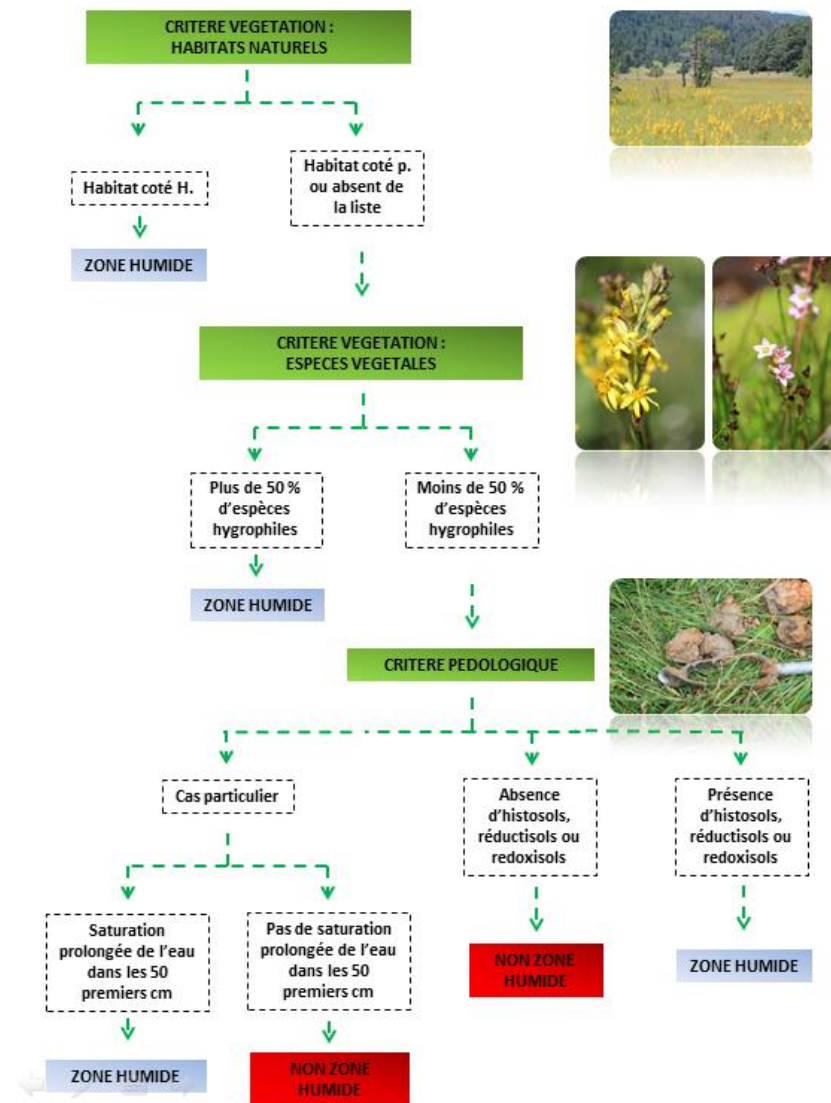 CRITERE VEGETATION :
HABITATS NATURELS
Habitat coté H.
Habitat coté p.
ou absent de
la liste
ZONE HUMIDE
CRITERE VEGETATION :
ESPECES VEGETALES
Plus de 50 %
d’espèces
hygrophiles
Moins de 50 %
d’espèces
hygrophiles
ZONE HUMIDE
CRITERE PEDOLOGIQUE
Cas particulier
Absence
d’histosols,
réductisols ou
redoxisols
Présence
d’histosols,
réductisols ou
redoxisols
Saturation
prolongée de l’eau
dans les 50
premiers cm
Pas de saturation
prolongée de l’eau
dans les 50
premiers cm
NON ZONE
HUMIDE
ZONE HUMIDE
ZONE HUMIDE
NON ZONE
HUMIDE